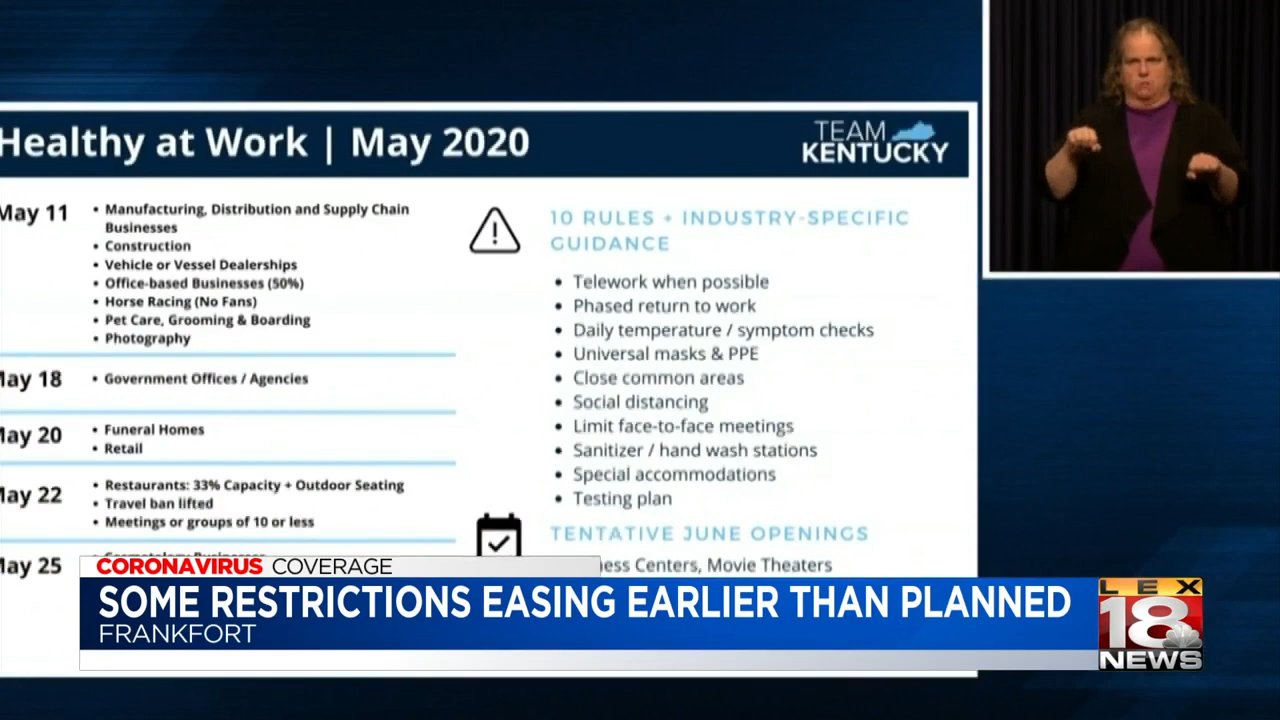 Healthy at Work | May 2020
TEAM
KENTUCKY
May 11
• Manufacturing, Distribution and Supply Chain
Businesses
• Construction
• Vehicle or Vessel Dealerships
• Office-based Businesses (50%)
• Horse Racing (No Fans)
• Pet Care, Grooming & Boarding
• Photography
May 18
• Government Offices / Agencies
May 20
• Funeral Homes
• Retail
May 22
• Restaurants: 33% Capacity + Outdoor Seating
• Travel ban lifted
• Meetings or groups of 10 or less
May 25
10 RULES + INDUSTRY-SPECIFIC
GUIDANCE
• Telework when possible
• Phased return to work
• Daily temperature / symptom checks
• Universal masks & PPE
• Close common areas
• Social distancing
• Limit face-to-face meetings
• Sanitizer / hand wash stations
• Special accommodations
• Testing plan
TENTATIVE JUNE OPENINGS
Centers, Movie Theaters
CORONAVIRUS COVERAGE
SOME RESTRICTIONS EASING EARLIER THAN PLANNED
FRANKFORT
LEX
18
NEWS